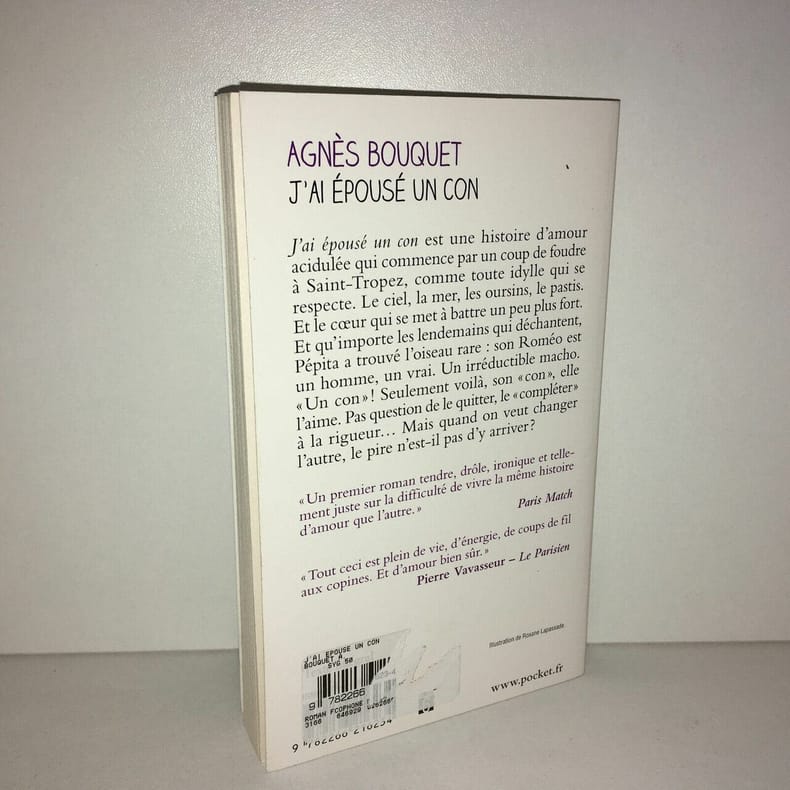 AGNÈS BOUQUET
J'AI ÉPOUSÉ UN CON
J'ai épousé un con est une histoire d'amour
acidulée qui commence par un coup de foudre
à Saint-Tropez, comme toute idylle qui se
respecte. Le ciel, la mer, les oursins, le pastis.
Et le cœur qui se met à battre un peu plus fort.
Et qu'importe les lendemains qui déchantent,
Pépita a trouvé l'oiseau rare : son Roméo est
un homme, un vrai. Un irréductible macho.
« Un con » ! Seulement voilà, son « con », elle
l'aime. Pas question de le quitter, le « compléter »
à la rigueur… Mais quand on veut changer
l'autre, le pire n'est-il pas d'y arriver ?
« Un premier roman tendre, drôle, ironique et telle-
ment juste sur la difficulté de vivre la même histoire
d'amour que l'autre. »
Paris Match
« Tout ceci est plein de vie, d'énergie, de coups de fil
aux copines. Et d'amour bien sûr. »
Pierre Vavasseur – Le Parisien
Illustration de Rosane Lapassade.
www.pocket.fr
J'AI EPOUSE UN CON
BOUQUET A
SYG 50
9 782266
ROMAN FCOPHONE
3166 646929